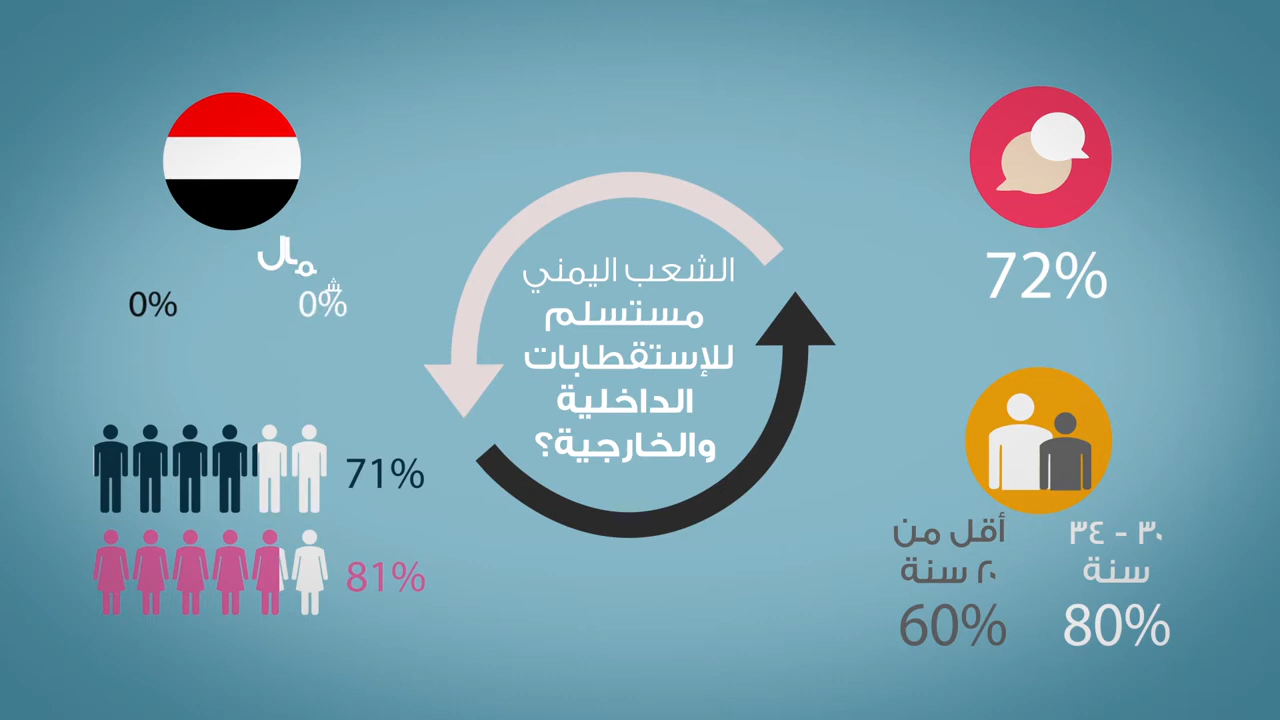 الشعب اليمني
مستسلم
للإستقطابات
الداخلية
والخارجية؟
72%
0%
0%
71%
81%
٣٠ - ٣٤
سنة
80%
أقل من
٢٠ سنة
60%